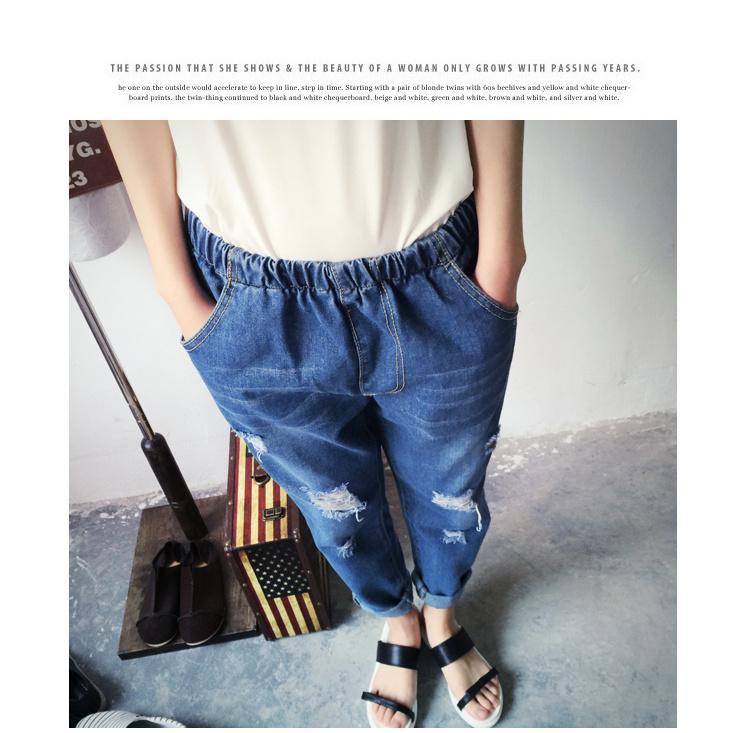 THE PASSION THAT SHE SHOWS & THE BEAUTY OF A WOMAN ONLY GROWS WITH PASSING YEARS.
he one on the outside would accelerate to keep in line, step in time. Starting with a pair of blonde twins with 60s beehives and yellow and white chequer-
board prints, the twin-thing continued to black and white chequerboard, beige and white, green and white, brown and white, and silver and white.